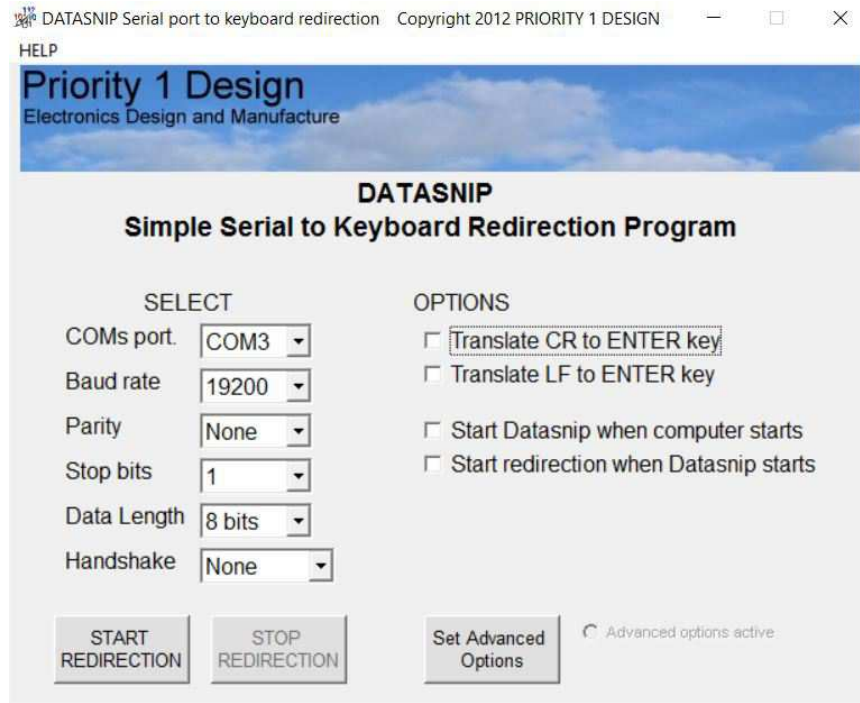 DATASNIP Serial port to keyboard redirection Copyright 2012 PRIORITY 1 DESIGN
HELP
Priority 1 Design
Electronics Design and Manufacture
DATASNIP
Simple Serial to Keyboard Redirection Program
SELECT
COMs port. COM3
Baud rate 19200
Parity None
Stop bits 1
Data Length 8 bits
Handshake None
OPTIONS
Translate CR to ENTER key
Translate LF to ENTER key
Start Datasnip when computer starts
Start redirection when Datasnip starts
START
REDIRECTION
STOP
REDIRECTION
Set Advanced
Options
Advanced options active